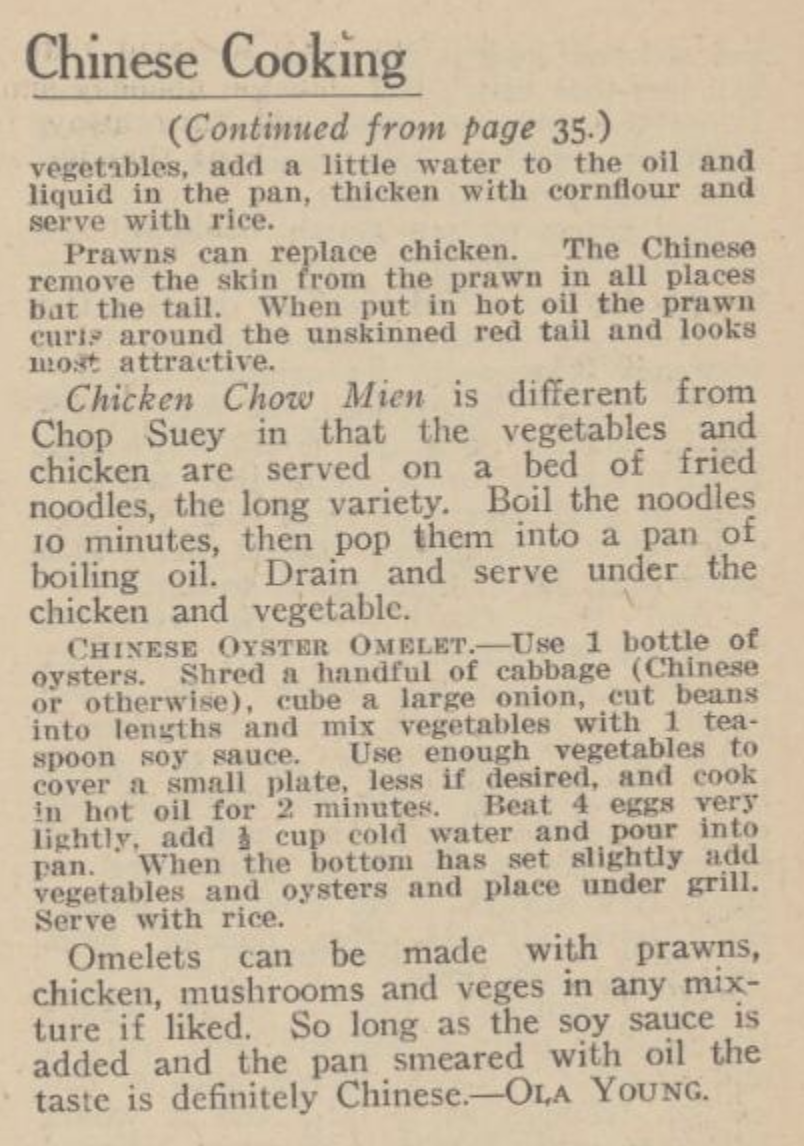 Chinese Cooking
(Continued from page 35.)
vegetables, add a little water to the oil and
liquid in the pan, thicken with cornflour and
serve with rice.
Prawns can replace chicken. The Chinese
remove the skin from the prawn in all places
but the tail. When put in hot oil the prawn
curls around the unskinned red tail and looks
most attractive.
Chicken Chow Mien is different from
Chop Suey in that the vegetables and
chicken are served on a bed of fried
noodles, the long variety. Boil the noodles
10 minutes, then pop them into a pan of
boiling oil. Drain and serve under the
chicken and vegetable.
CHINESE OYSTER OMELET.—Use 1 bottle of
oysters. Shred a handful of cabbage (Chinese
or otherwise), cube a large onion, cut beans
into lengths and mix vegetables with 1 tea-
spoon soy sauce. Use enough vegetables to
cover a small plate, less if desired, and cook
in hot oil for 2 minutes. Beat 4 eggs very
lightly, add cup cold water and pour into
pan. When the bottom has set slightly add
vegetables and oysters and place under grill.
Serve with rice.
Omelets can be made with prawns,
chicken, mushrooms and veges in any mix-
ture if liked. So long as the soy sauce is
added and the pan smeared with oil the
taste is definitely Chinese.—OLA YOUNG.